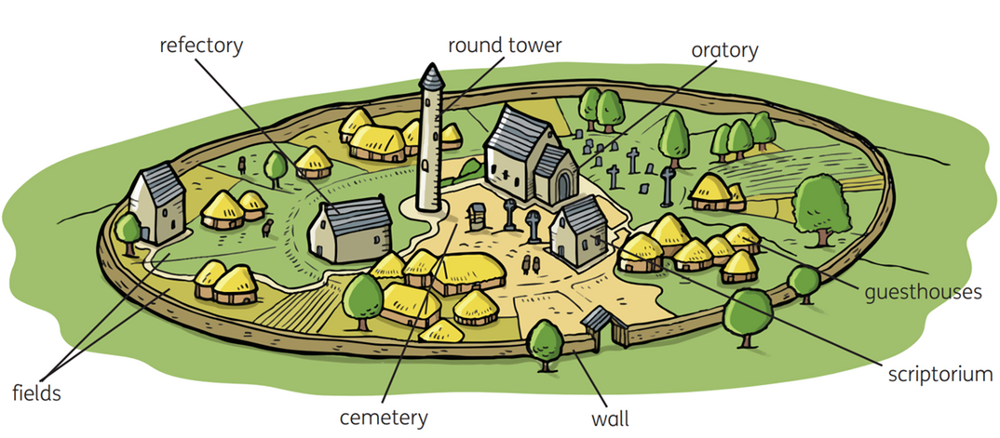 refectory
round tower
oratory
guesthouses
scriptorium
fields
cemetery
wall